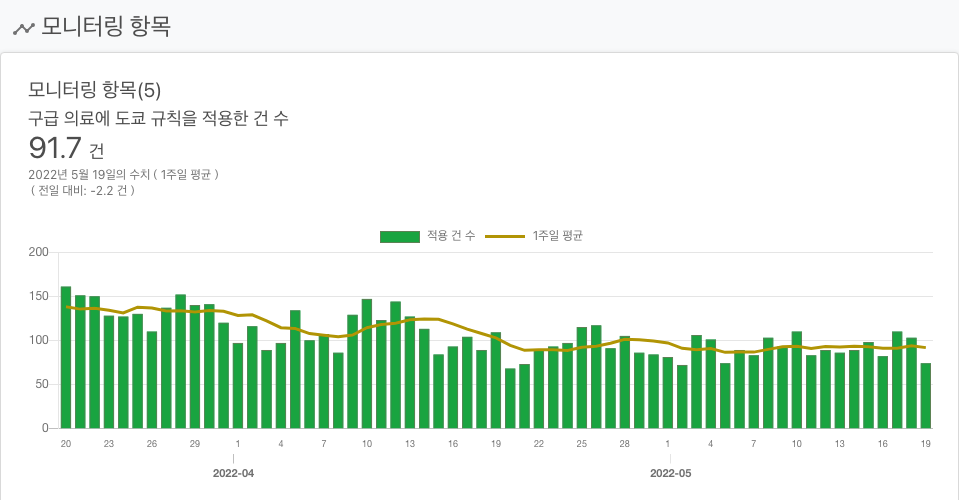 모니터링 항목
모니터링 항목(5)
구급 의료에 도쿄 규칙을 적용한 건 수
91.7 건
2022년 5월 19일의 수치 ( 1주일 평균 )
( 전일 대비: -2.2 건 )
적용 건 수 1주일 평균
200
150
100
50
0
20 23 26 29 1 4 7 10 13 16 19 22 25 28 1 4 7 10 13 16 19
2022-04 2022-05